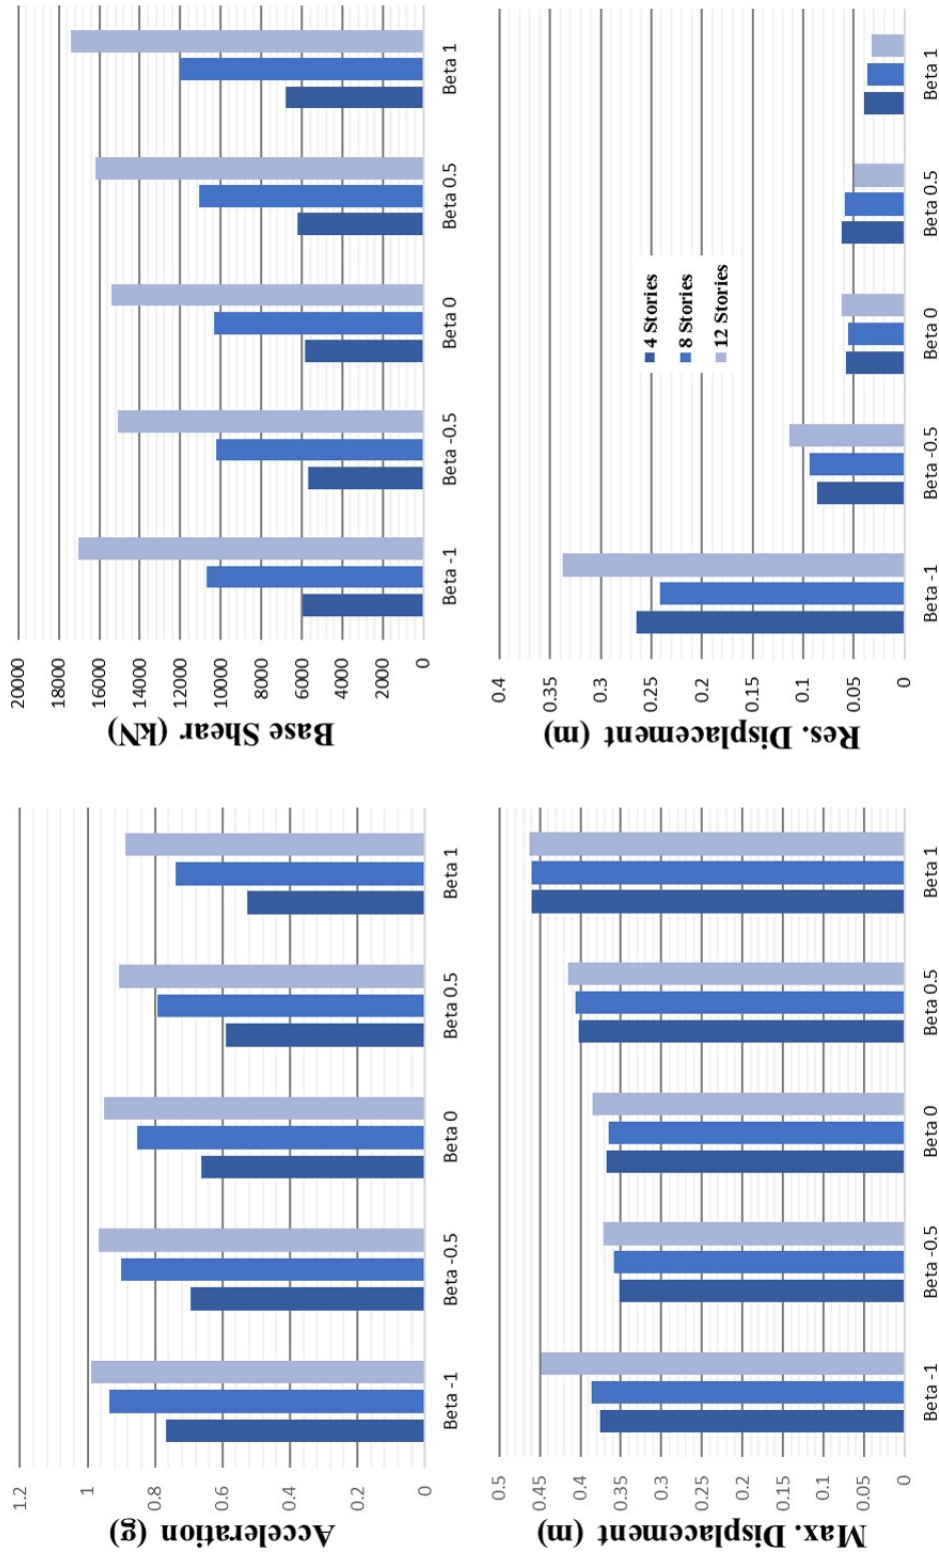 Acceleration (g)
1.2
1
0.8
0.6
0.4
0.2
0
Beta -1
Beta -0.5
Beta 0
Beta 0.5
Beta 1
Base Shear (kN)
20000
18000
16000
14000
12000
10000
8000
6000
4000
2000
0
Beta -1
Beta -0.5
Beta 0
Beta 0.5
Beta 1
Max. Displacement (m)
0.5
0.45
0.4
0.35
0.3
0.25
0.2
0.15
0.1
0.05
0
Beta -1
Beta -0.5
Beta 0
Beta 0.5
Beta 1
Res. Displacement (m)
0.4
0.35
0.3
0.25
0.2
0.15
0.1
0.05
0
4 Stories
8 Stories
12 Stories
Beta -1
Beta -0.5
Beta 0
Beta 0.5
Beta 1